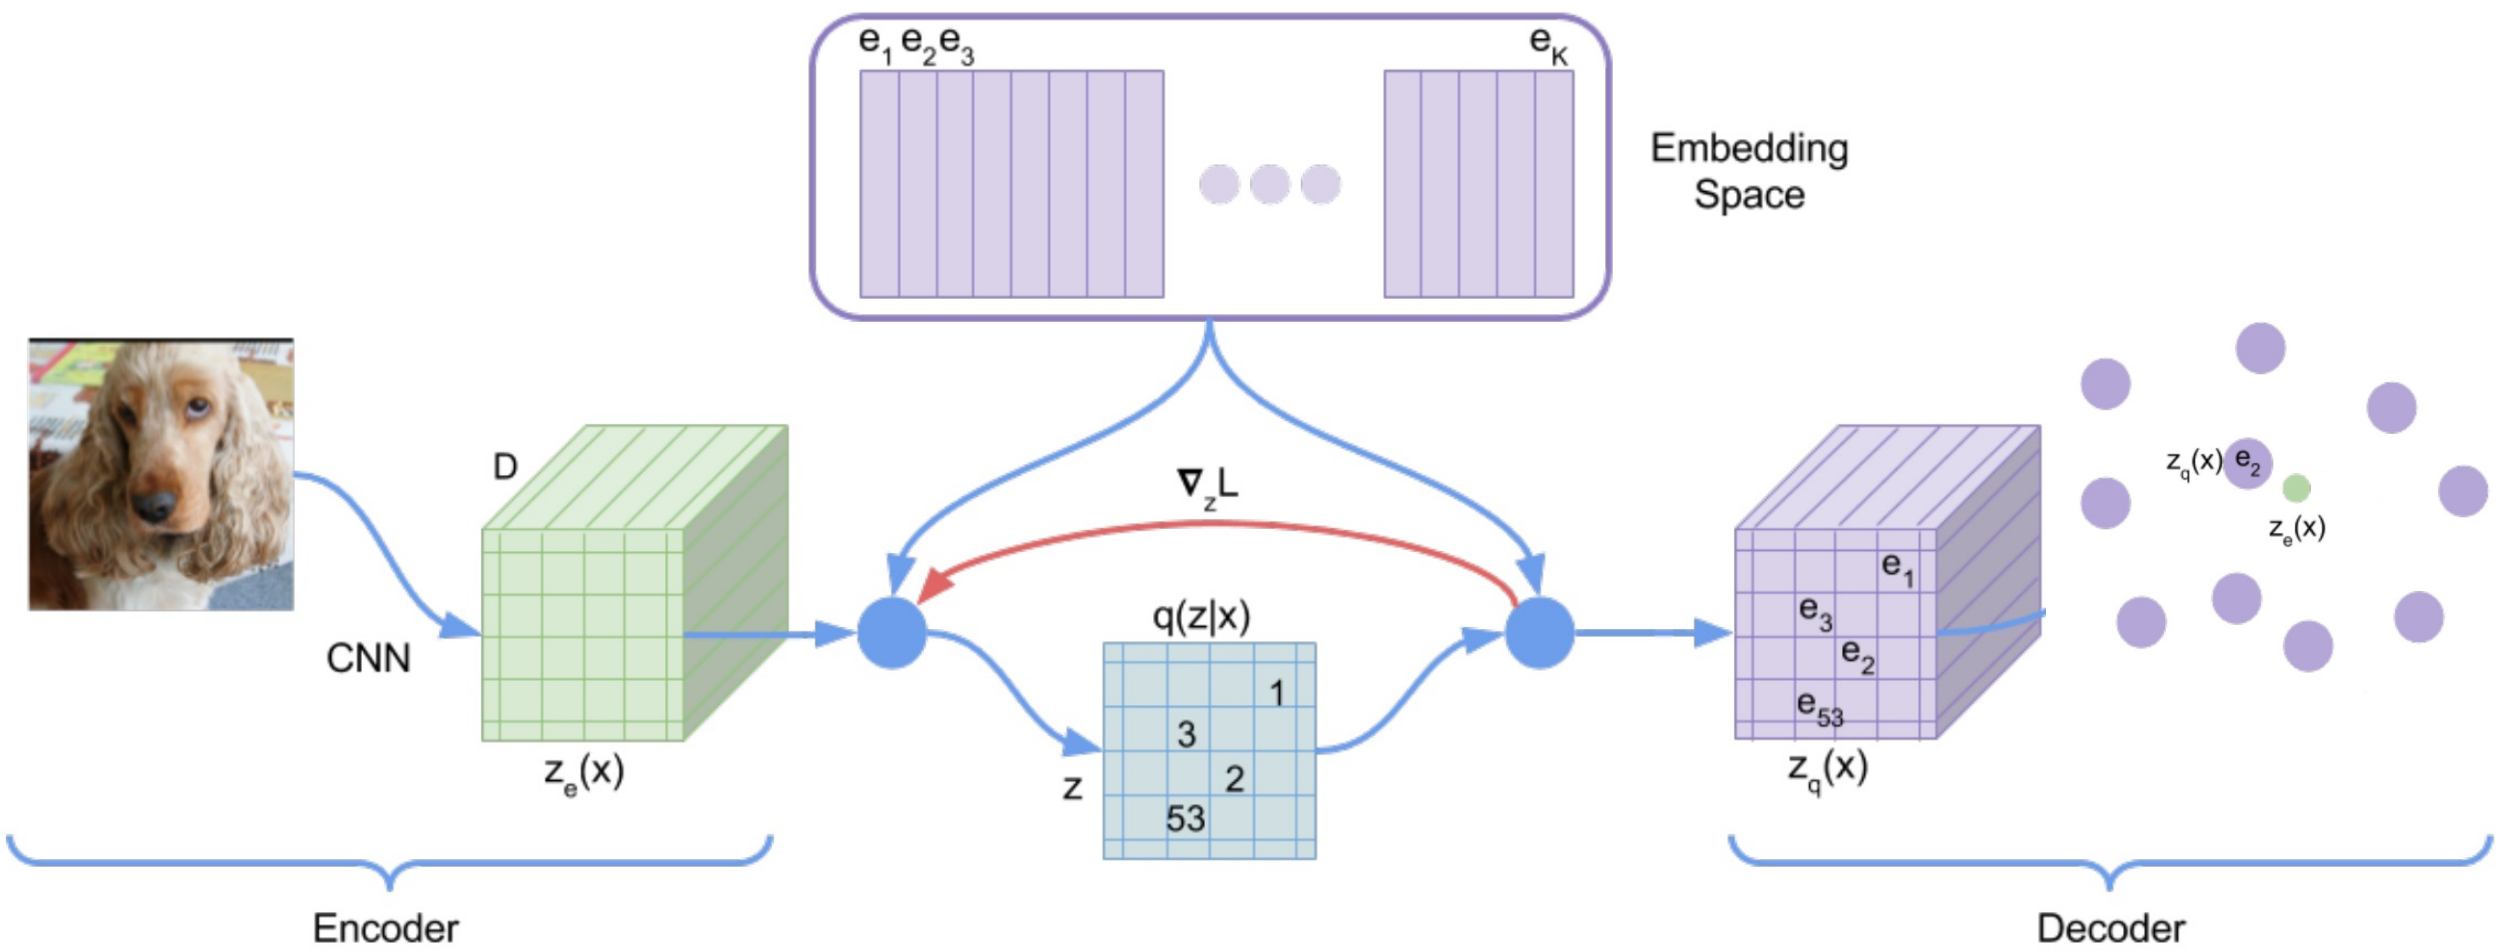 e1 e2 e3
eK
Embedding
Space
D
CNN
ze(x)
∇zL
q(z|x)
1
3
2
53
z
e1
e3
e2
e53
zq(x)
zq(x) e2
ze(x)
Encoder
Decoder